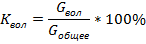 K_вол = G_вол / G_общее * 100%